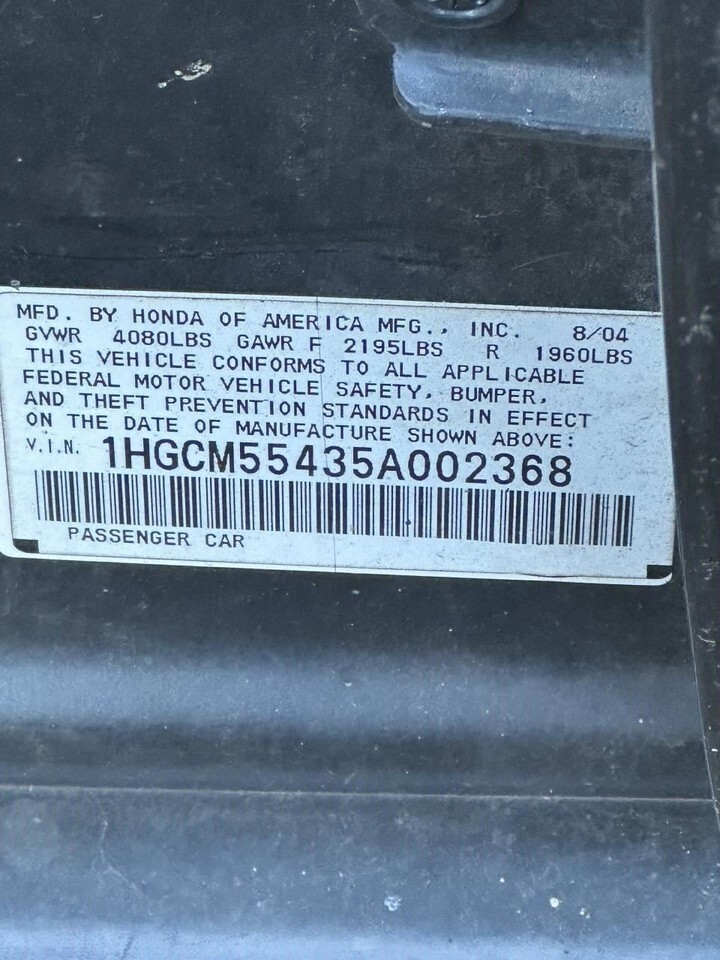 MFD. BY HONDA OF AMERICA MFG., INC. 8/04
GVWR 4080LBS GAWR F 2195LBS R 1960LBS
THIS VEHICLE CONFORMS TO ALL APPLICABLE
FEDERAL MOTOR VEHICLE SAFETY, BUMPER,
AND THEFT PREVENTION STANDARDS IN EFFECT
ON THE DATE OF MANUFACTURE SHOWN ABOVE:
V.I.N. 1HGCM55435A002368
PASSENGER CAR